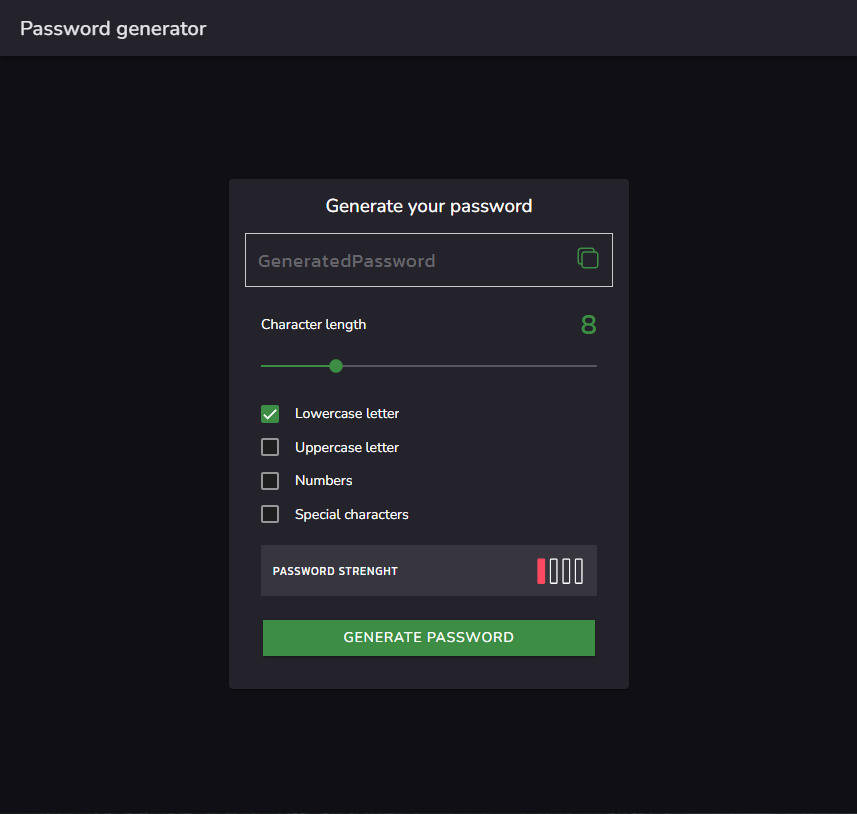 Password generator
Generate your password
GeneratedPassword
Character length 8
Lowercase letter
Uppercase letter
Numbers
Special characters
PASSWORD STRENGHT
GENERATE PASSWORD